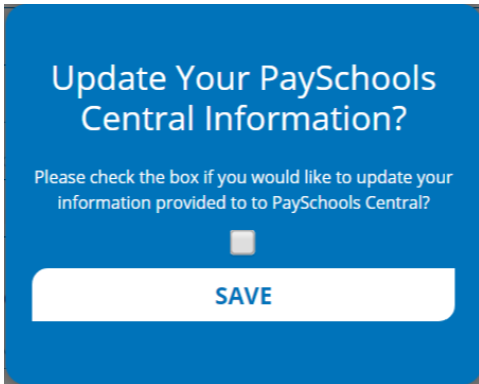 Update Your PaySchools
Central Information?
Please check the box if you would like to update your
information provided to to PaySchools Central?
SAVE